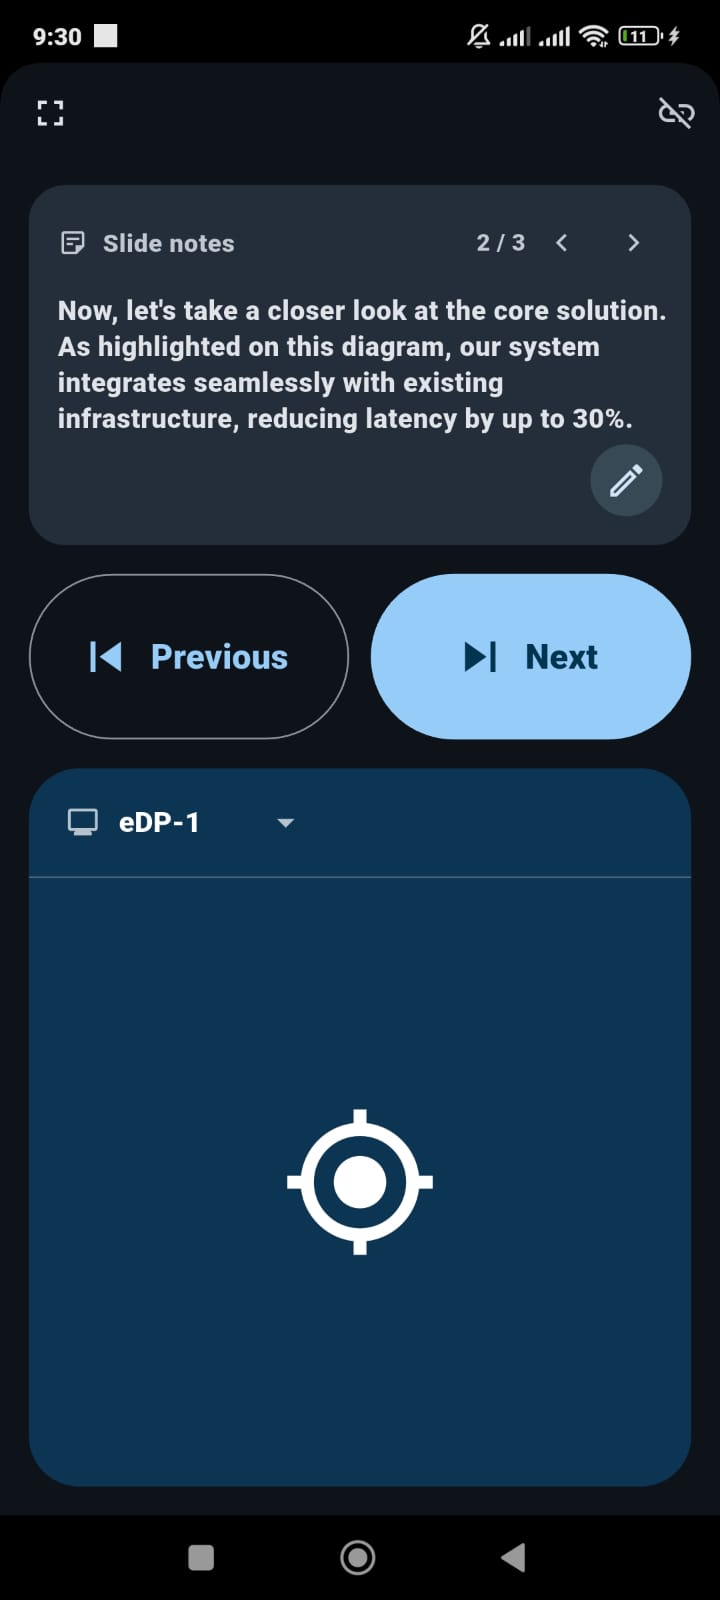 9:30
11
Slide notes
2 / 3
Now, let's take a closer look at the core solution.
As highlighted on this diagram, our system
integrates seamlessly with existing
infrastructure, reducing latency by up to 30%.
Previous
Next
eDP-1